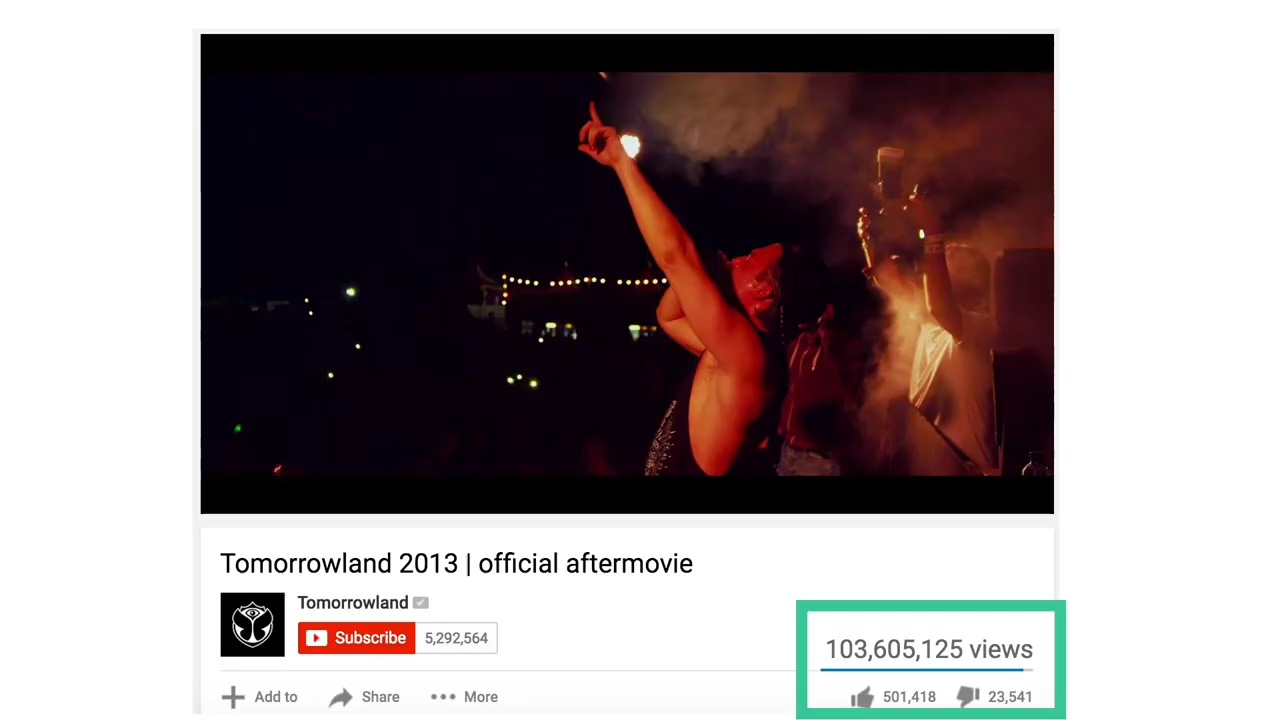 Tomorrowland 2013 | official aftermovie
Tomorrowland
Subscribe 5,292,564
103,605,125 views
Add to Share More 501,418 23,541